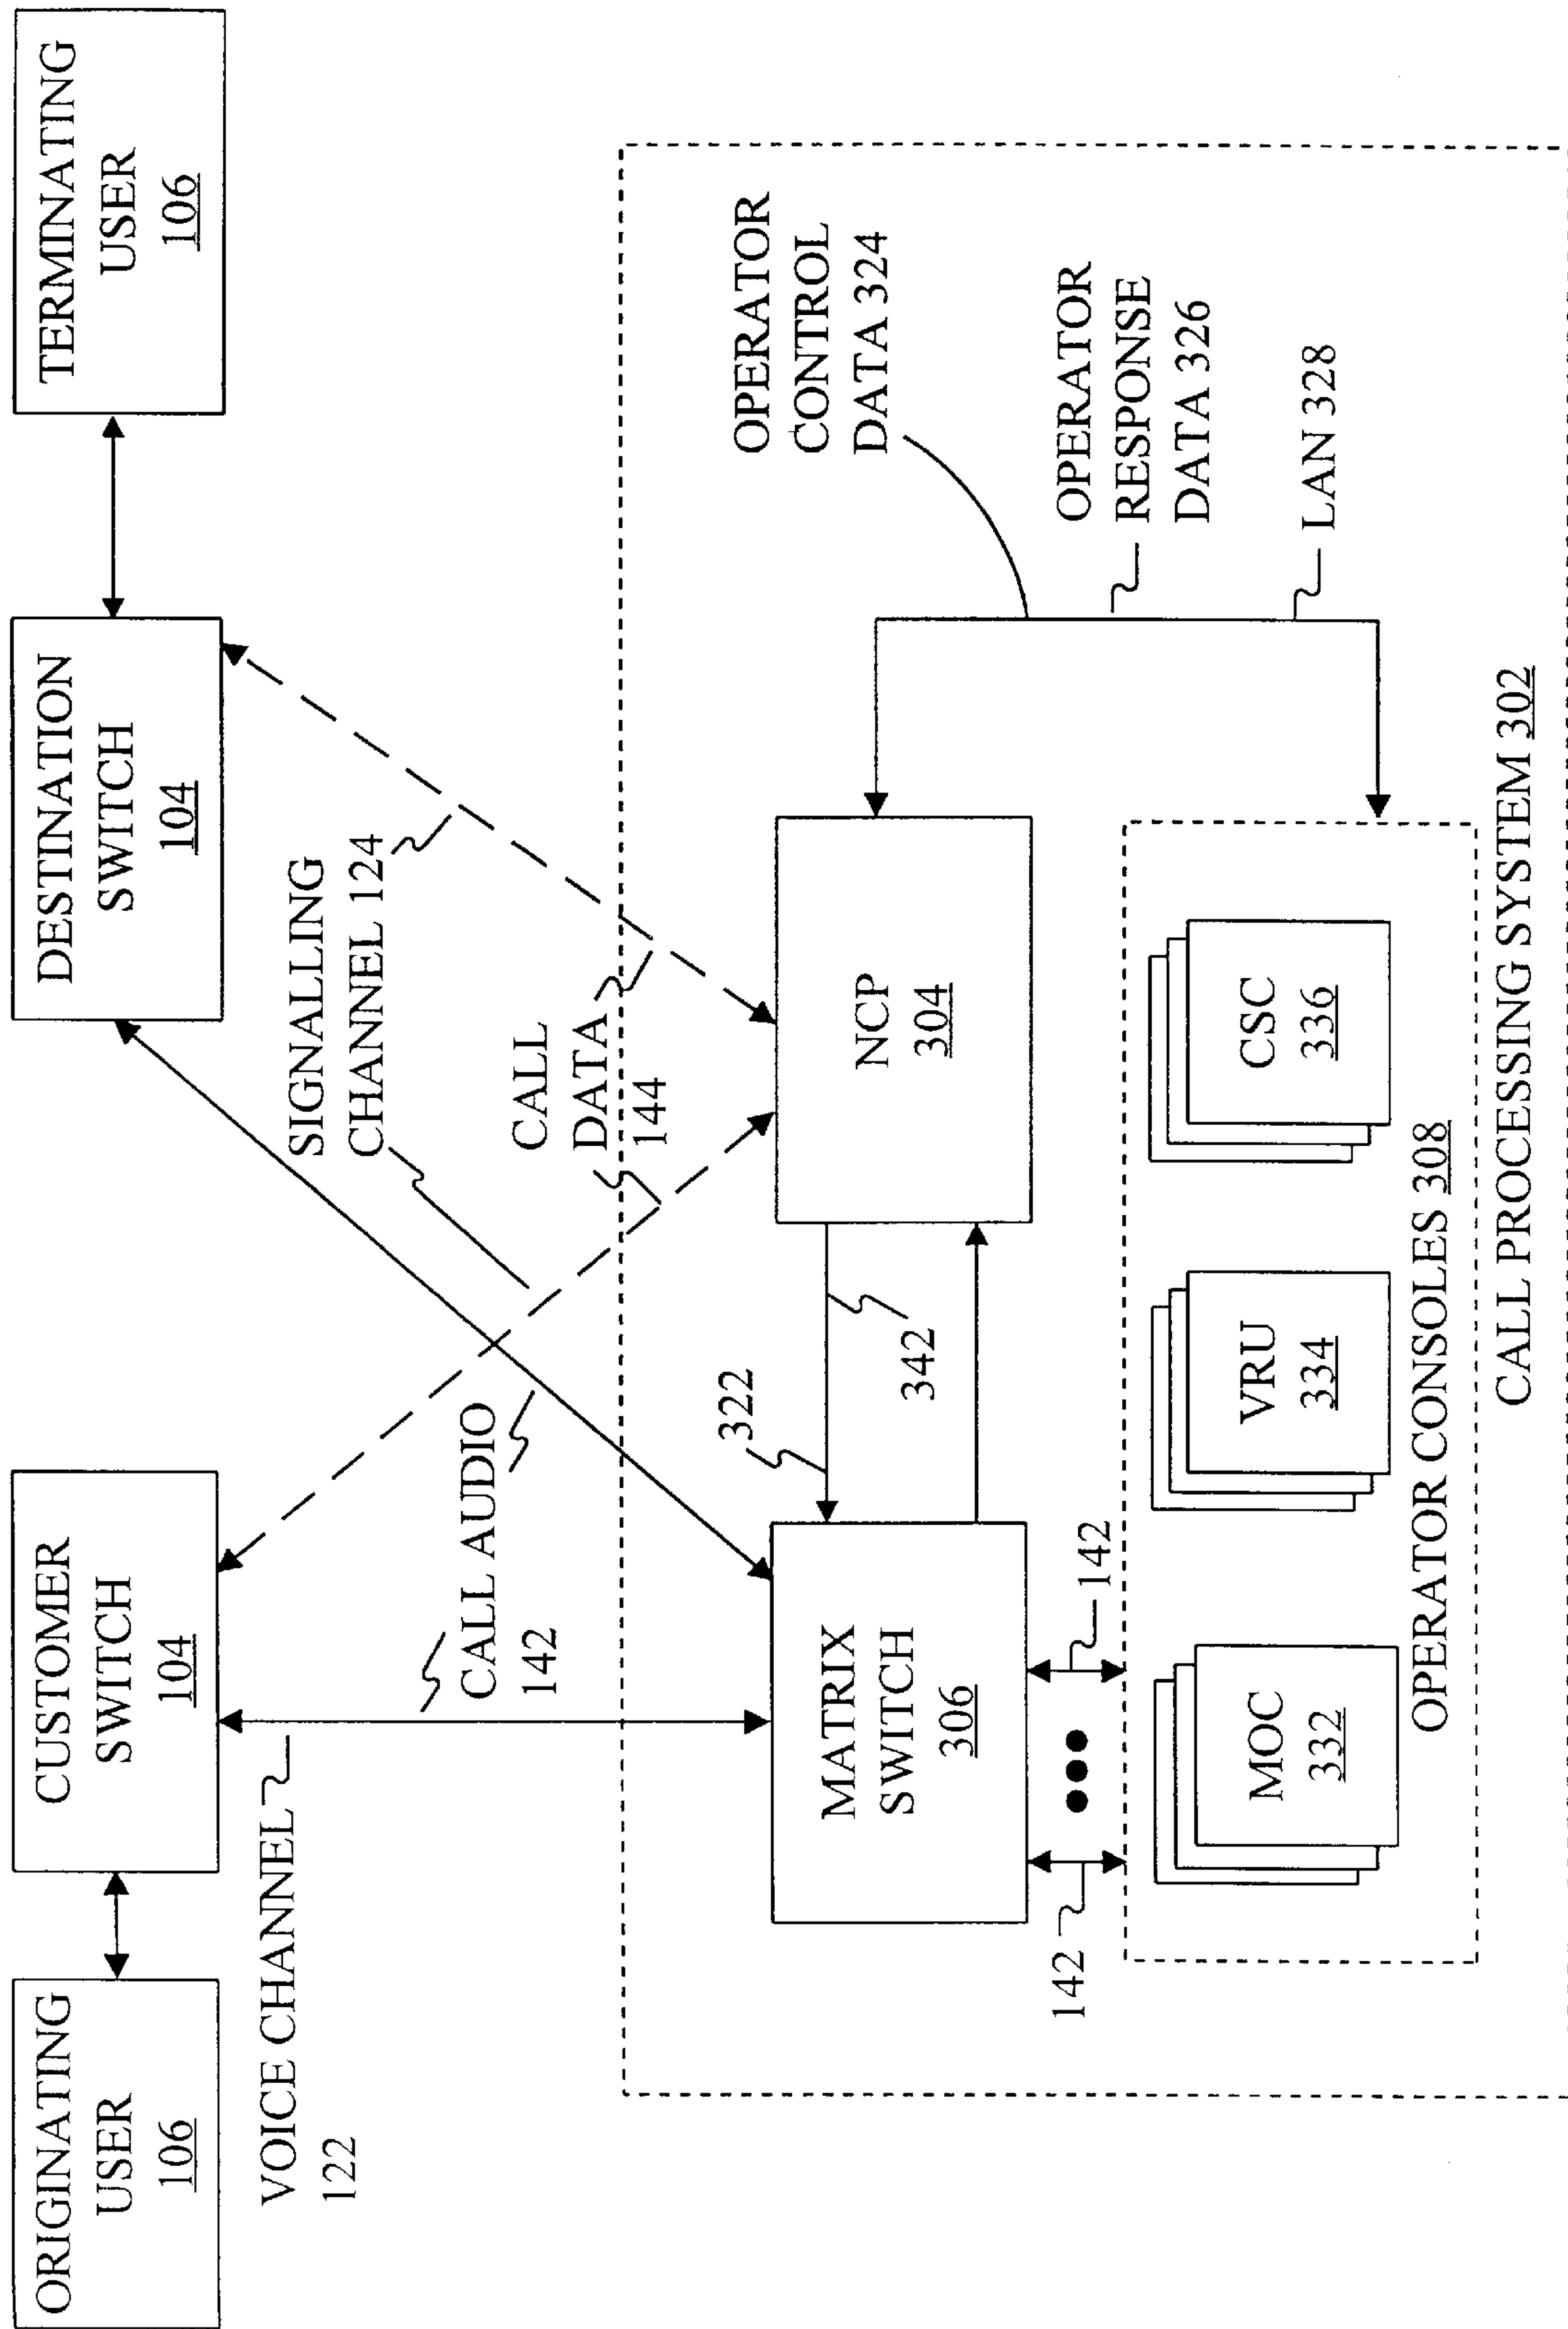 ORIGINATING
USER
106
CUSTOMER
SWITCH
104
DESTINATION
SWITCH
104
TERMINATING
USER
106
VOICE CHANNEL
122
CALL AUDIO
142
SIGNALLING
CHANNEL 124
CALL
DATA
144
OPERATOR
CONTROL
DATA 324
MATRIX
SWITCH
306
322
342
NCP
304
OPERATOR
RESPONSE
DATA 326
LAN 328
142
142
MOC
332
VRU
334
CSC
336
OPERATOR CONSOLES 308
CALL PROCESSING SYSTEM 302